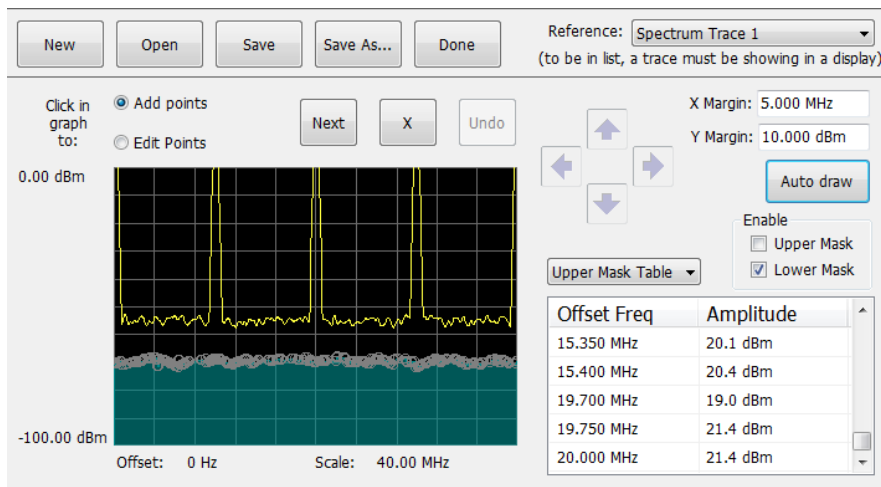 New
Open
Save
Save As...
Done
Reference:
Spectrum Trace 1
(to be in list, a trace must be showing in a display)
Click in
graph
to:
Add points
Edit Points
Next
X
Undo
X Margin: 5.000 MHz
Y Margin: 10.000 dBm
Auto draw
Enable
Upper Mask
Lower Mask
Upper Mask Table
0.00 dBm
-100.00 dBm
Offset: 0 Hz
Scale: 40.00 MHz
Offset Freq Amplitude
15.350 MHz 20.1 dBm
15.400 MHz 20.4 dBm
19.700 MHz 19.0 dBm
19.750 MHz 21.4 dBm
20.000 MHz 21.4 dBm